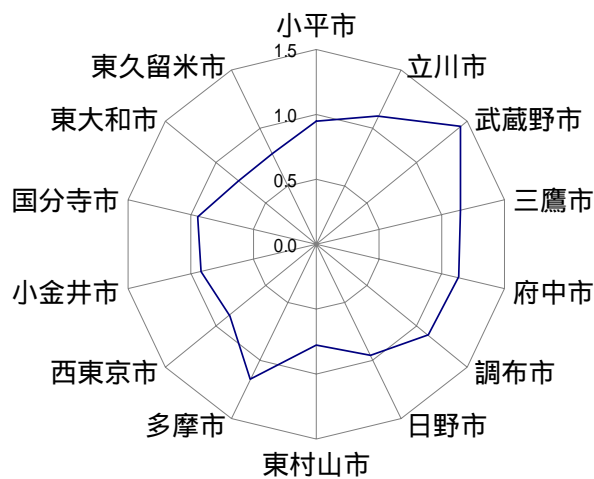 小平市
1.5
東久留米市
立川市
1.0
東大和市
武蔵野市
0.5
国分寺市
三鷹市
0.0
小金井市
府中市
西東京市
調布市
多摩市
日野市
東村山市